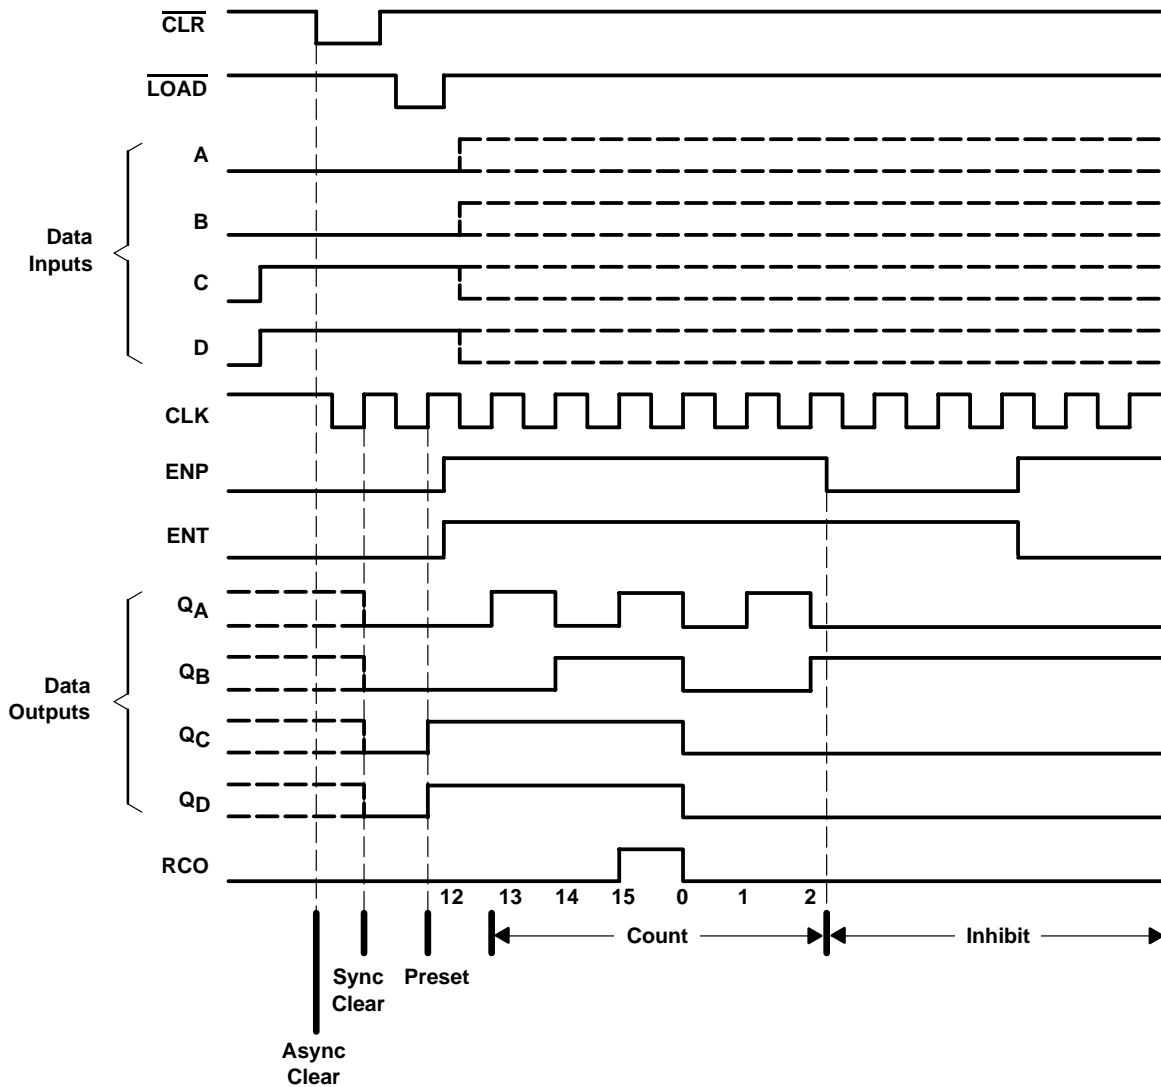 CLR
LOAD
A
B
Data
Inputs
C
D
CLK
ENP
ENT
QA
QB
Data
Outputs
QC
QD
RCO
12 13 14 15 0 1 2
Count
Inhibit
Sync
Clear
Preset
Async
Clear